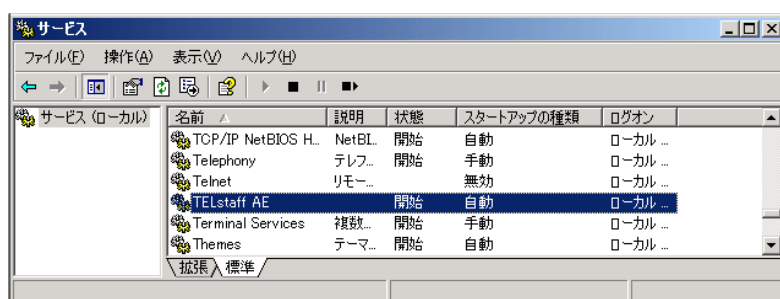 サービス
ファイル(F) 操作(A) 表示(V) ヘルプ(H)
サービス (ローカル)
名前 説明 状態 スタートアップの種類 ログオン
TCP/IP NetBIOS H... NetBI... 開始 自動 ローカル ...
Telephony テレフ... 開始 手動 ローカル ...
Telnet リモー... 無効 ローカル ...
TELstaff AE 開始 自動 ローカル ...
Terminal Services 複数... 開始 手動 ローカル ...
Themes テーマ... 開始 自動 ローカル ...
拡張 標準